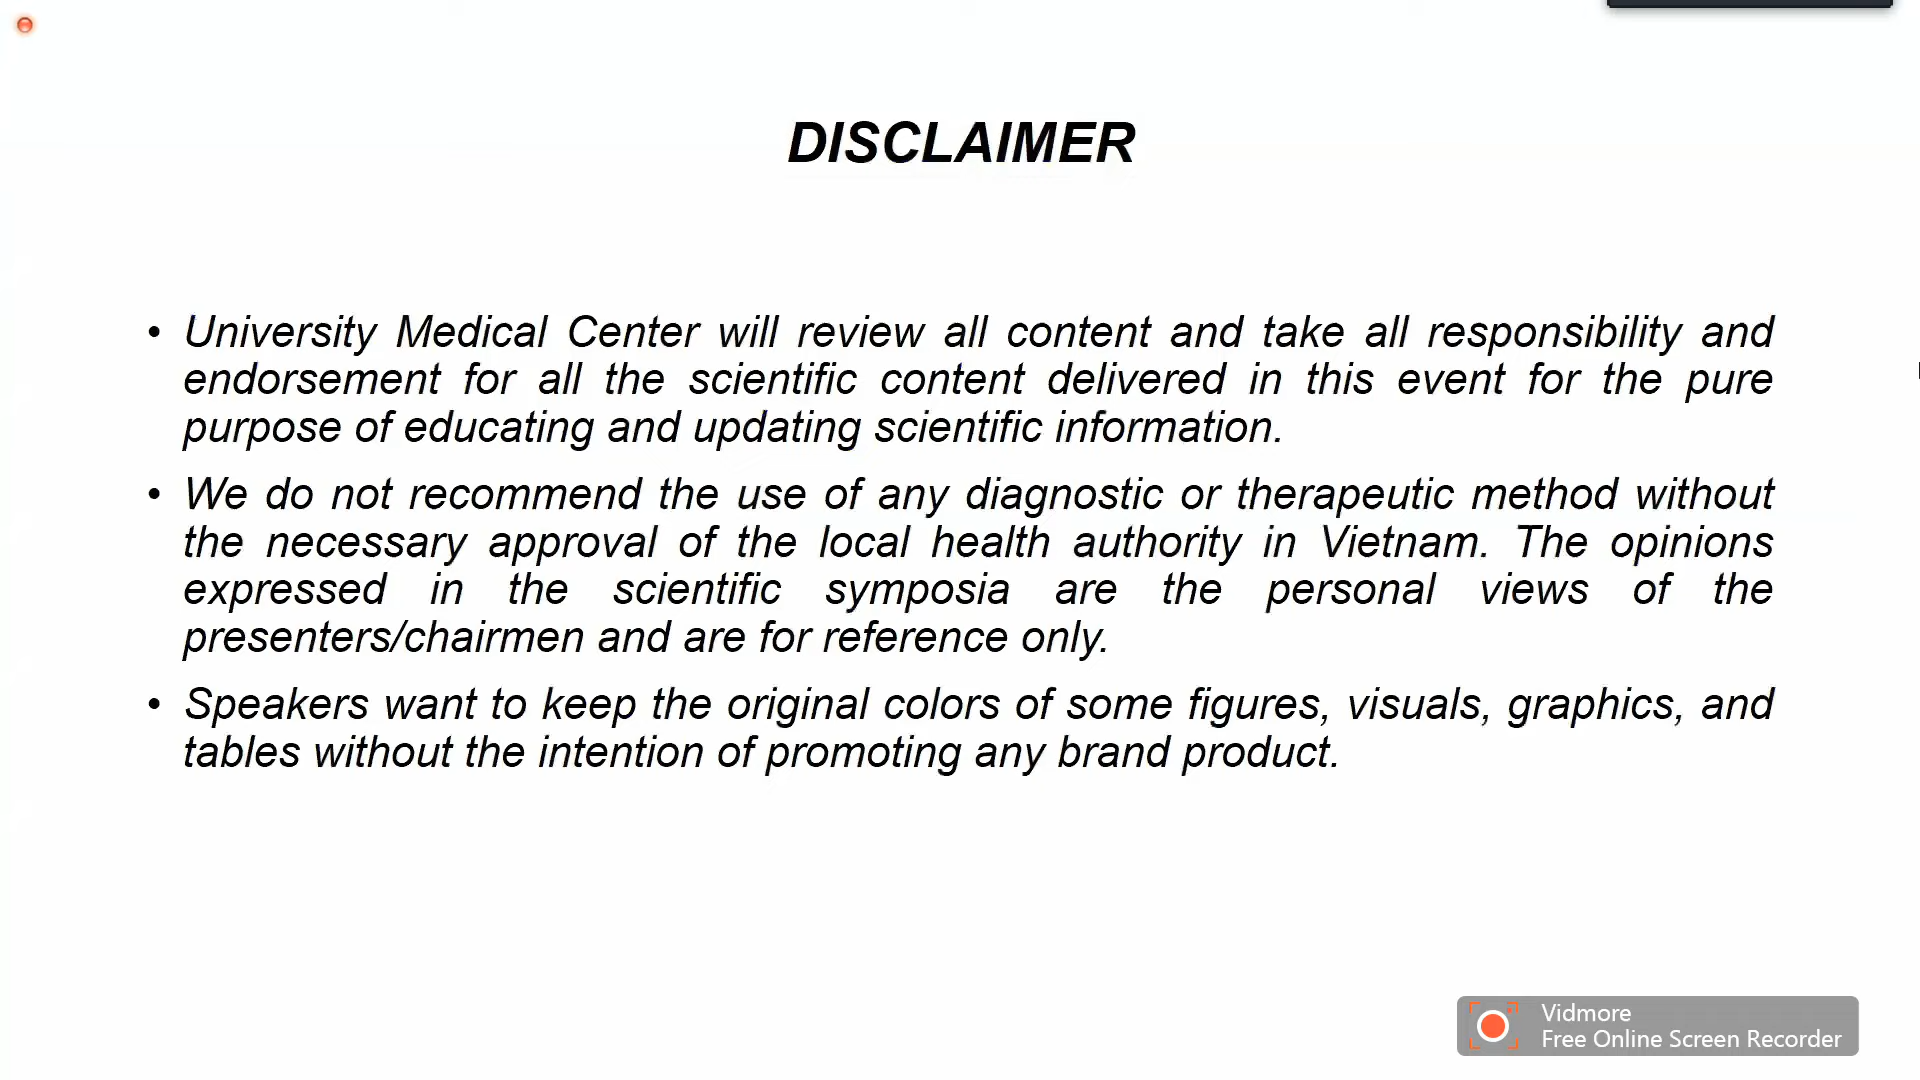 DISCLAIMER
• University Medical Center will review all content and take all responsibility and
endorsement for all the scientific content delivered in this event for the pure
purpose of educating and updating scientific information.
• We do not recommend the use of any diagnostic or therapeutic method without
the necessary approval of the local health authority in Vietnam. The opinions
expressed in the scientific symposia are the personal views of the
presenters/chairmen and are for reference only.
• Speakers want to keep the original colors of some figures, visuals, graphics, and
tables without the intention of promoting any brand product.
Vidmore
Free Online Screen Recorder